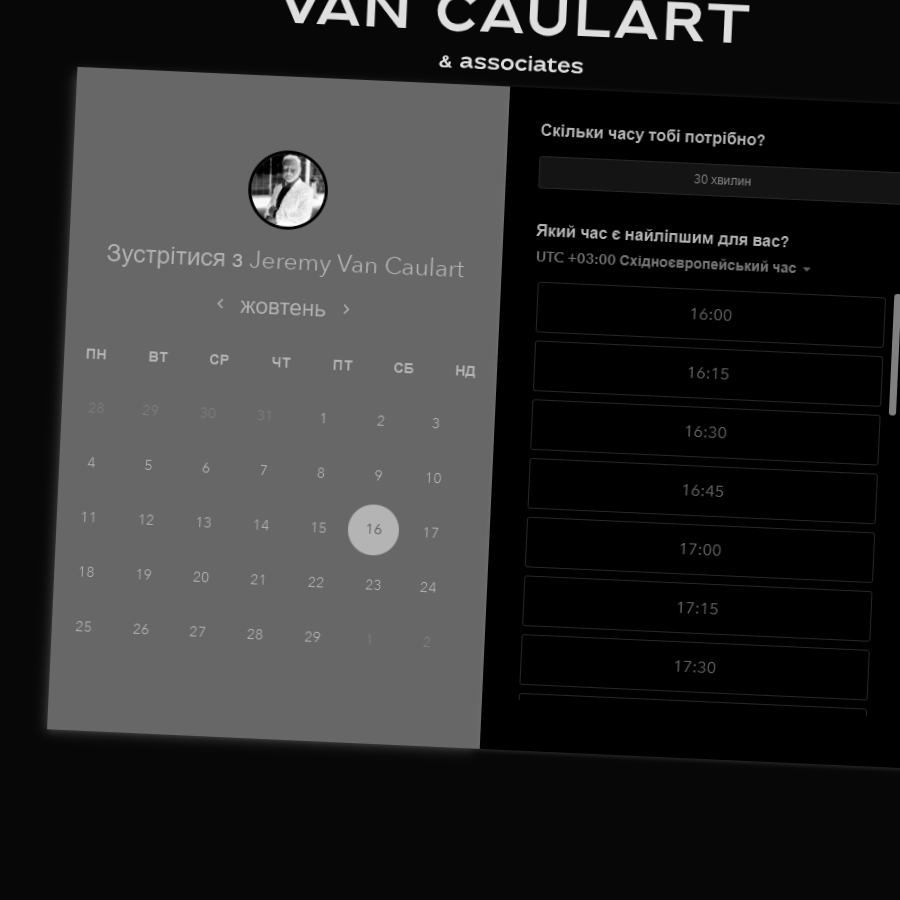 VAN CAULART
& associates
Зустрітися з Jeremy Van Caulart
жовтень
ПН ВТ СР ЧТ ПТ СБ НД
28 29 30 31 1 2 3
4 5 6 7 8 9 10
11 12 13 14 15 16 17
18 19 20 21 22 23 24
25 26 27 28 29 1 2
Скільки часу тобі потрібно?
30 хвилин
Який час є найліпшим для вас?
UTC +03:00 Східноєвропейський час
16:00
16:15
16:30
16:45
17:00
17:15
17:30